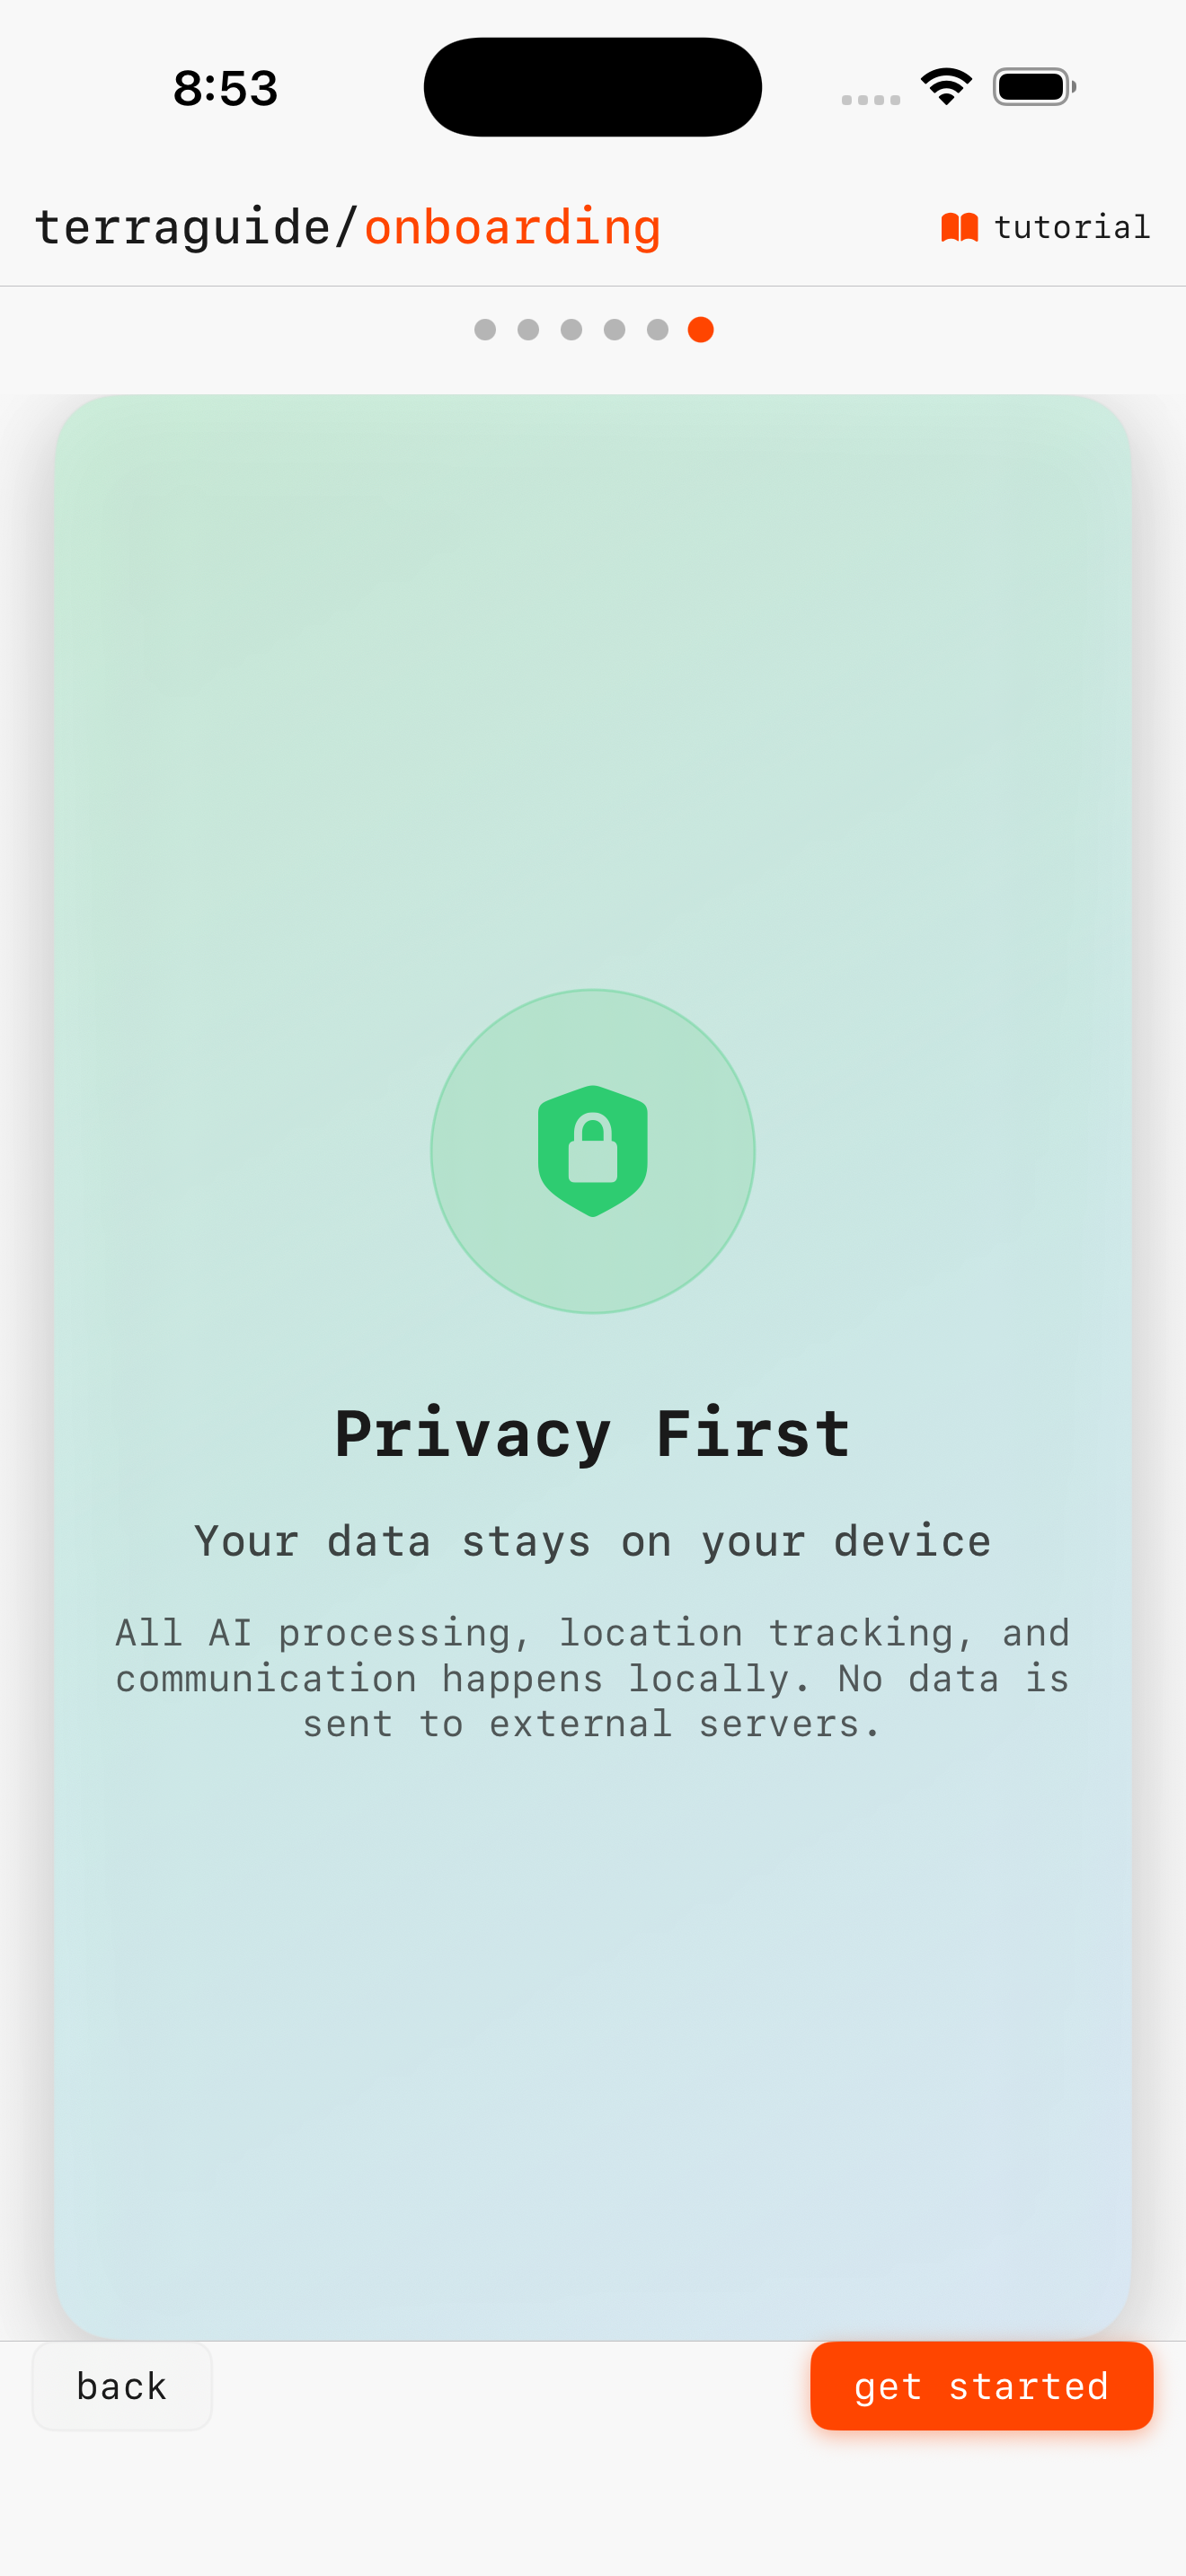 8:53
terraguide/onboarding
tutorial
Privacy First
Your data stays on your device
All AI processing, location tracking, and
communication happens locally. No data is
sent to external servers.
back
get started